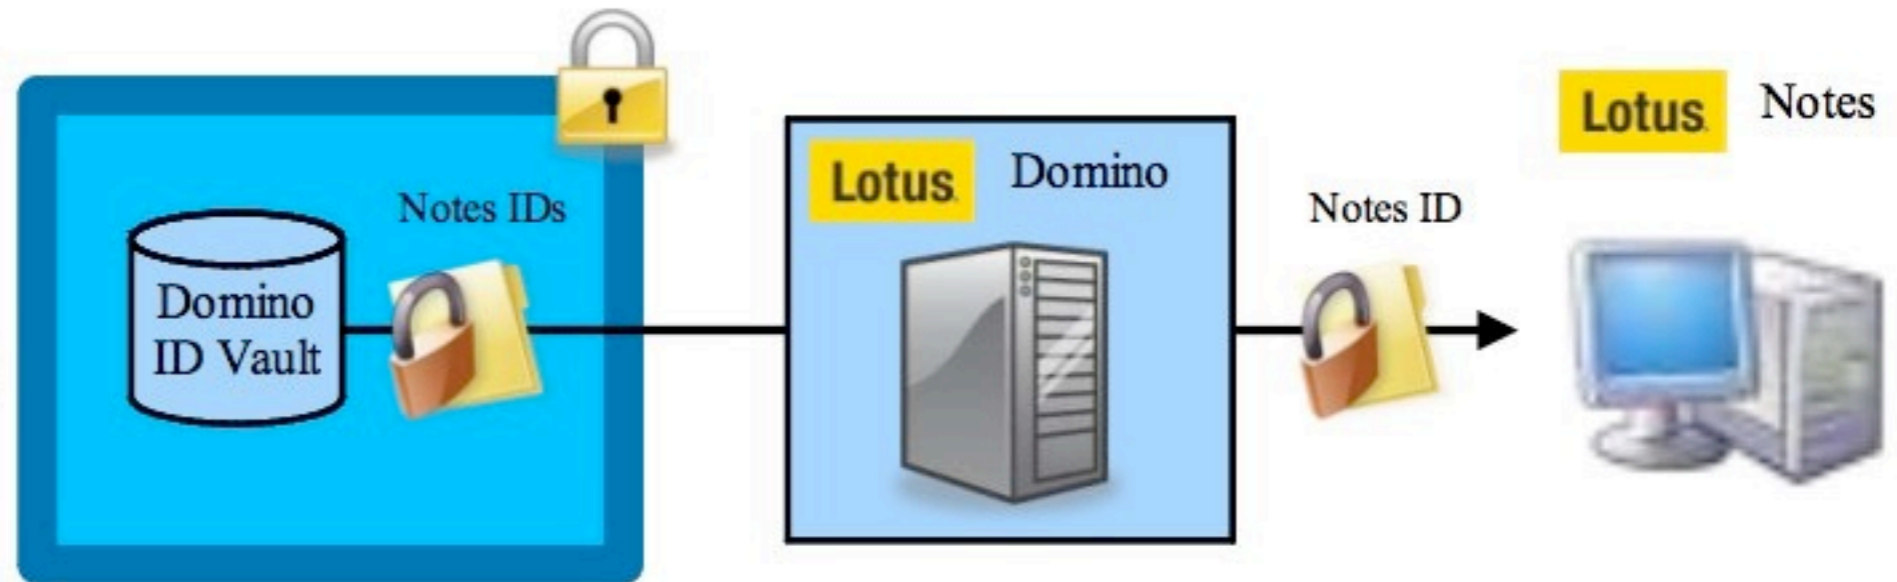 Notes IDs
Domino
ID Vault
Lotus. Domino
Notes ID
Lotus. Notes